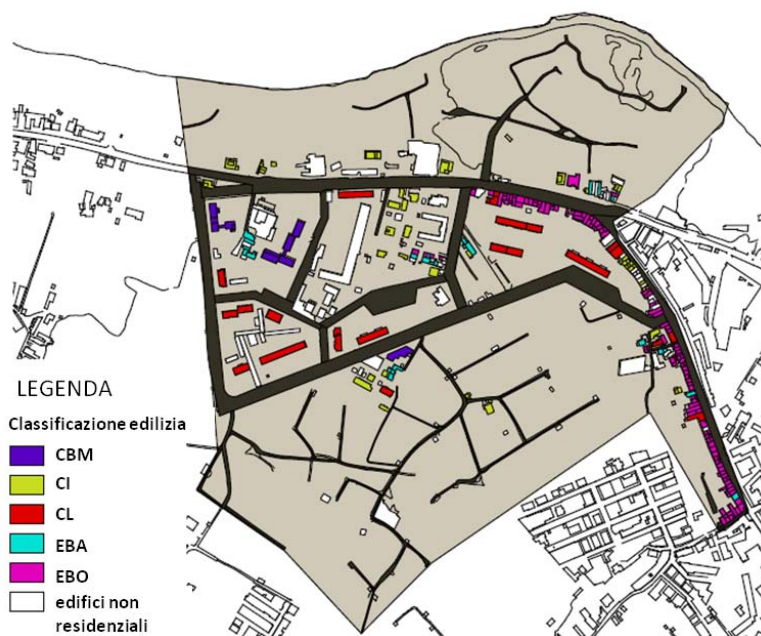 LEGENDA
Classificazione edilizia
CBM
CI
CL
EBA
EBO
edifici non
residenziali